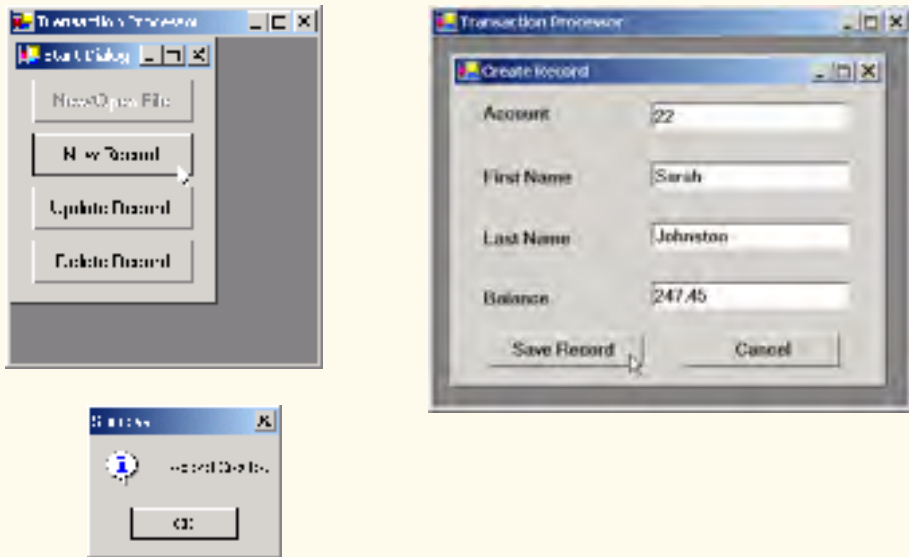 Transaction Processor
Start Dialog
New/Open File
New Record
Update Record
Delete Record
Transaction Processor
Create Record
Account
22
First Name
Sarah
Last Name
Johnston
Balance
247.45
Save Record
Cancel
Success
OK